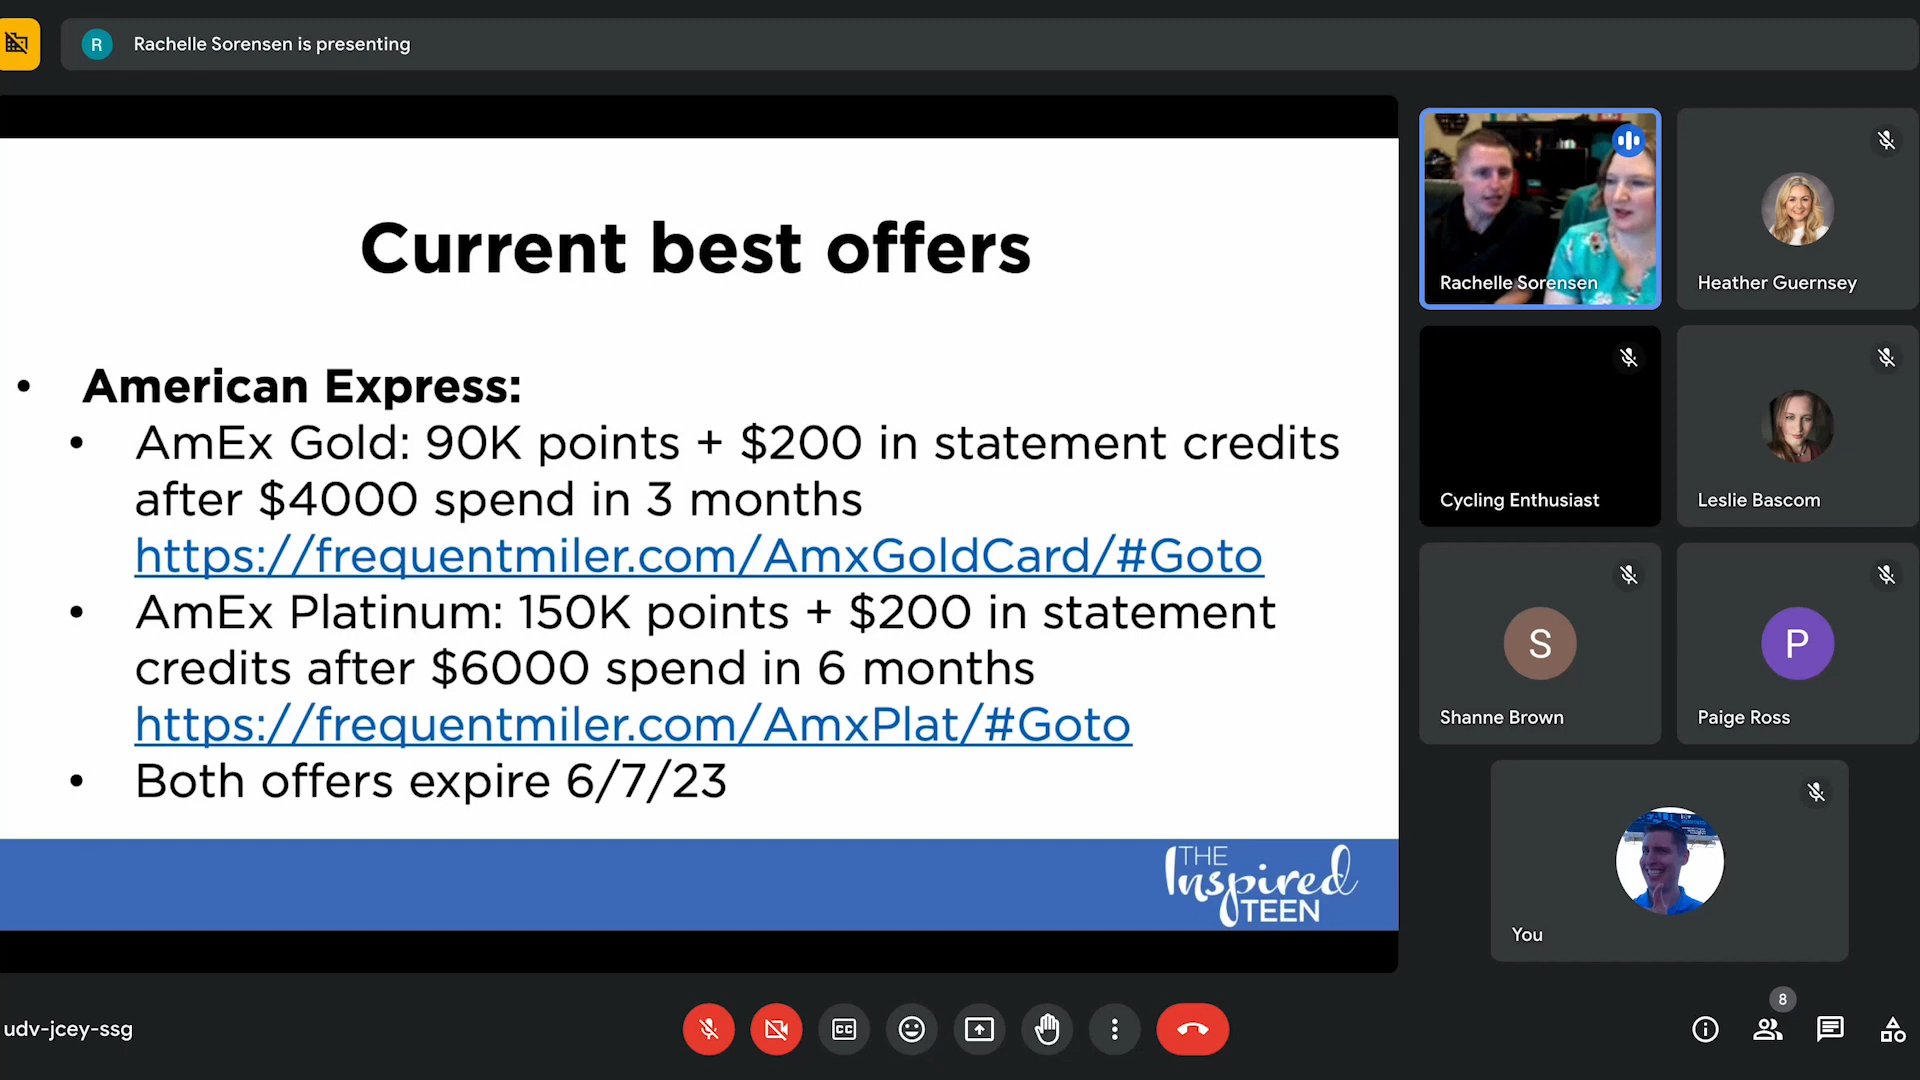 R
Rachelle Sorensen is presenting
Current best offers
• American Express:
• AmEx Gold: 90K points + $200 in statement credits
after $4000 spend in 3 months
https://frequentmiler.com/AmxGoldCard/#Goto
• AmEx Platinum: 150K points + $200 in statement
credits after $6000 spend in 6 months
https://frequentmiler.com/AmxPlat/#Goto
• Both offers expire 6/7/23
THE
Inspired
TEEN
Rachelle Sorensen
Heather Guernsey
Cycling Enthusiast
Leslie Bascom
S
Shanne Brown
P
Paige Ross
You
udv-jcey-ssg
CC
8